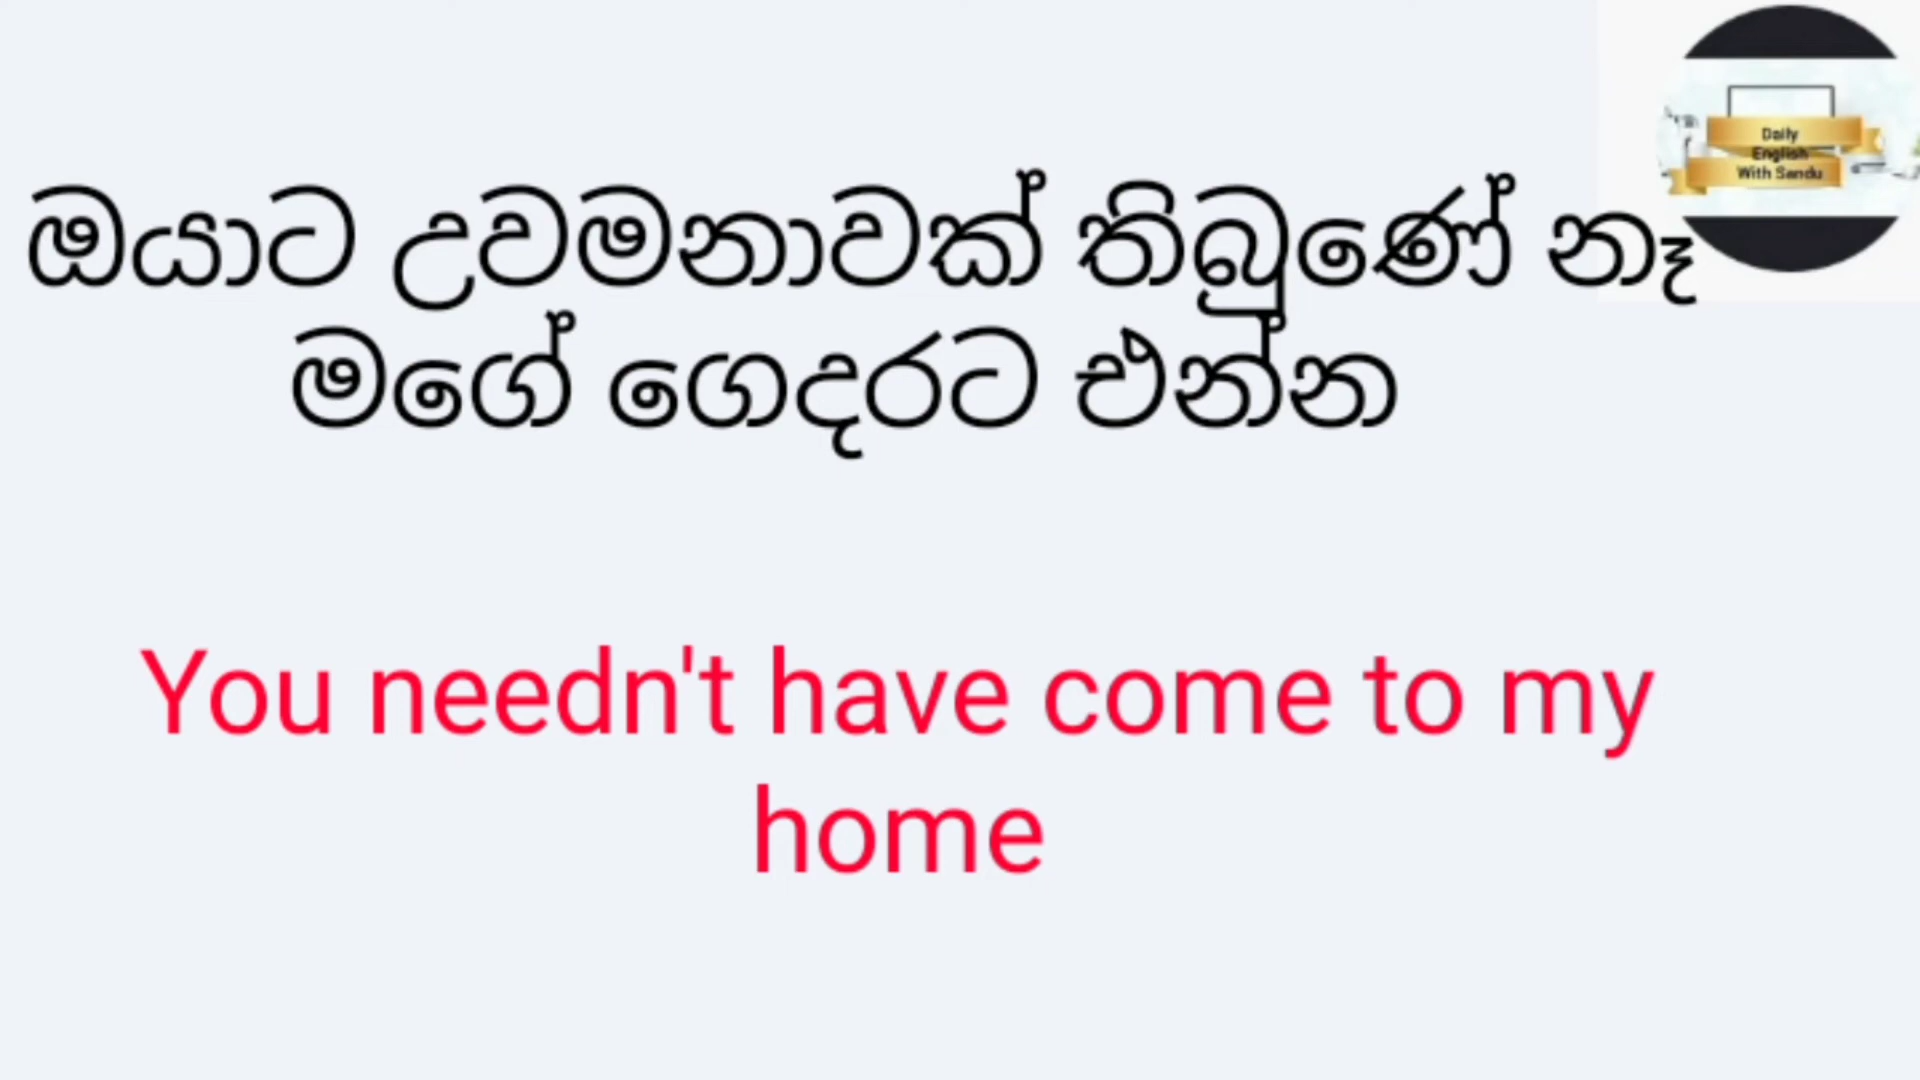 ඔයාට උවමනාවක් තිබුණේ නෑ
මගේ ගෙදරට එන්න
You needn't have come to my
home
Daily
English
With Sandu